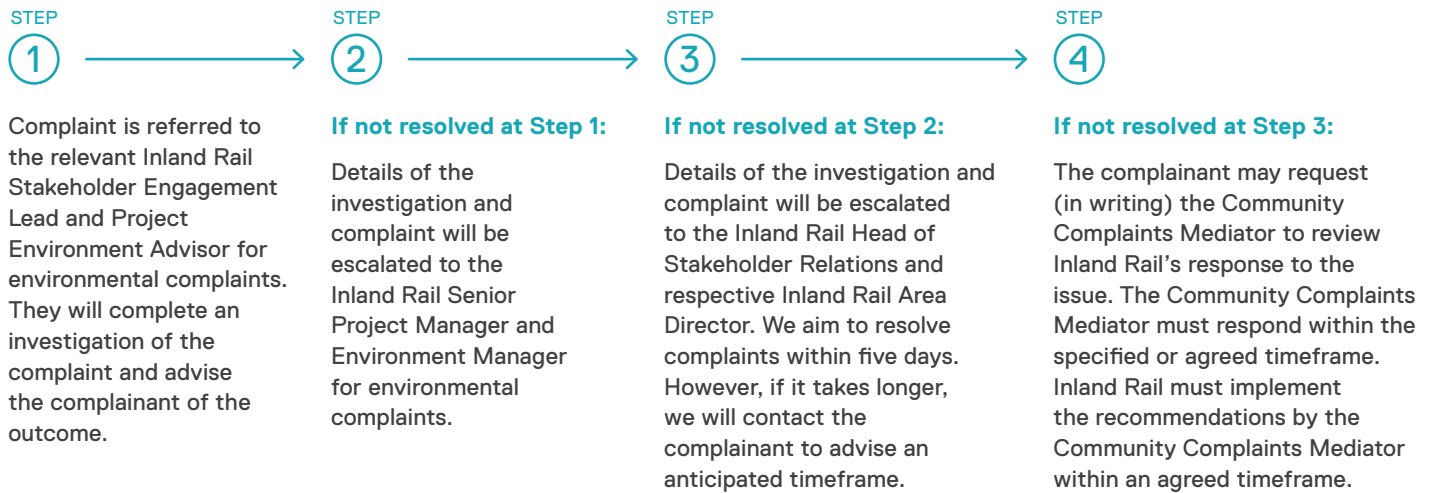 STEP
1
Complaint is referred to
the relevant Inland Rail
Stakeholder Engagement
Lead and Project
Environment Advisor for
environmental complaints.
They will complete an
investigation of the
complaint and advise
the complainant of the
outcome.
STEP
2
If not resolved at Step 1:
Details of the
investigation and
complaint will be
escalated to the
Inland Rail Senior
Project Manager and
Environment Manager
for environmental
complaints.
STEP
3
If not resolved at Step 2:
Details of the investigation and
complaint will be escalated
to the Inland Rail Head of
Stakeholder Relations and
respective Inland Rail Area
Director. We aim to resolve
complaints within five days.
However, if it takes longer,
we will contact the
complainant to advise an
anticipated timeframe.
STEP
4
If not resolved at Step 3:
The complainant may request
(in writing) the Community
Complaints Mediator to review
Inland Rail’s response to the
issue. The Community Complaints
Mediator must respond within the
specified or agreed timeframe.
Inland Rail must implement
the recommendations by the
Community Complaints Mediator
within an agreed timeframe.